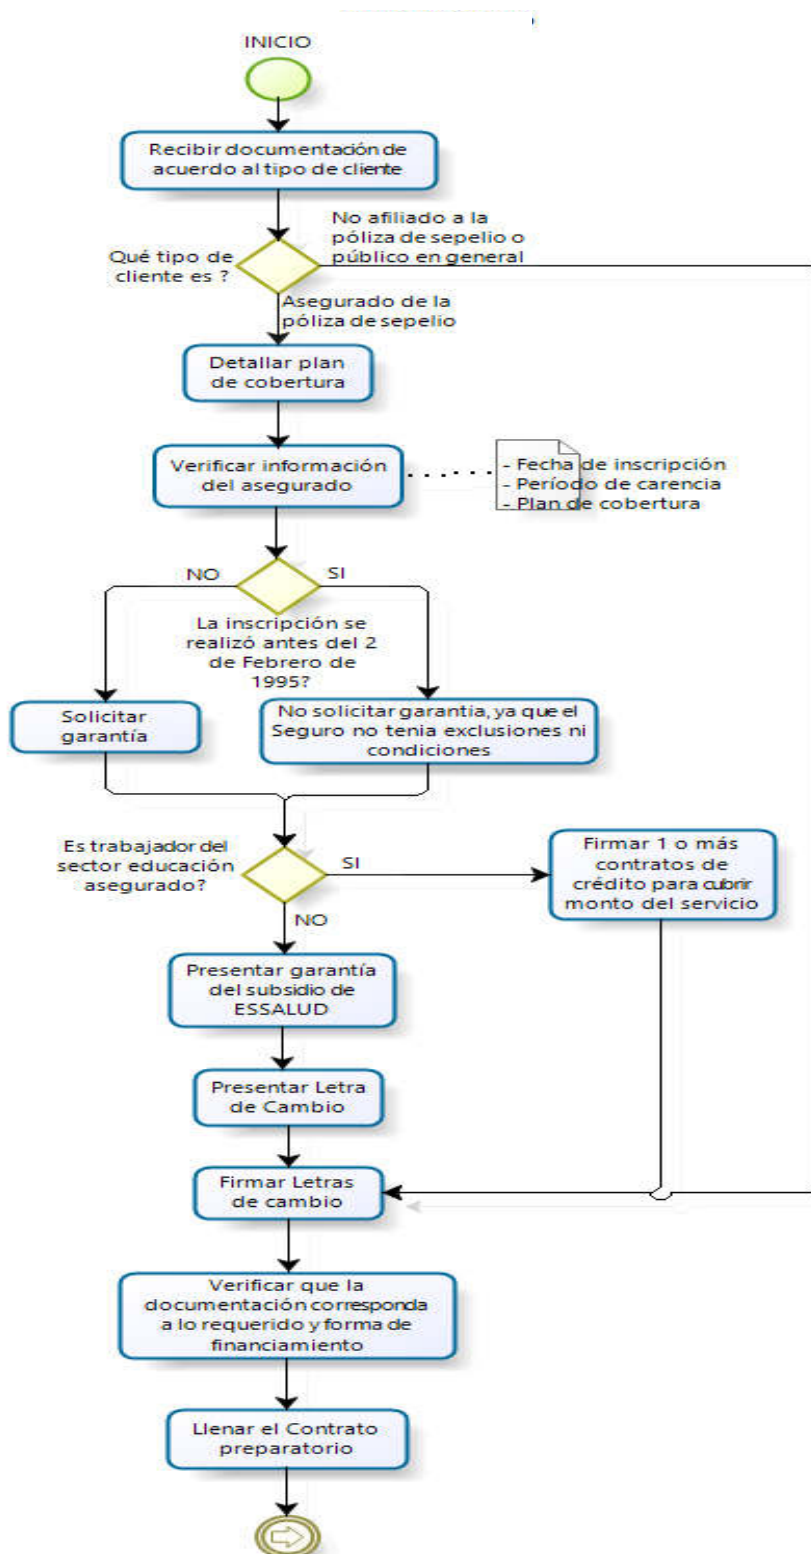 INICIO
Recibir documentación de
acuerdo al tipo de cliente
No afiliado a la
póliza de sepelio o
público en general
Qué tipo de
cliente es ?
Asegurado de la
póliza de sepelio
Detallar plan
de cobertura
Verificar información
del asegurado
- Fecha de inscripción
- Período de carencia
- Plan de cobertura
NO
SI
La inscripción se
realizó antes del 2
de Febrero de
1995?
Solicitar
garantía
No solicitar garantia, ya que el
Seguro no tenia exclusiones ni
condiciones
Es trabajador del
sector educación
asegurado?
SI
NO
Firmar 1 o más
contratos de
crédito para cubrir
monto del servicio
Presentar garantía
del subsidio de
ESSALUD
Presentar Letra
de Cambio
Firmar Letras
de cambio
Verificar que la
documentación corresponda
a lo requerido y forma de
financiamiento
Llenar el Contrato
preparatorio